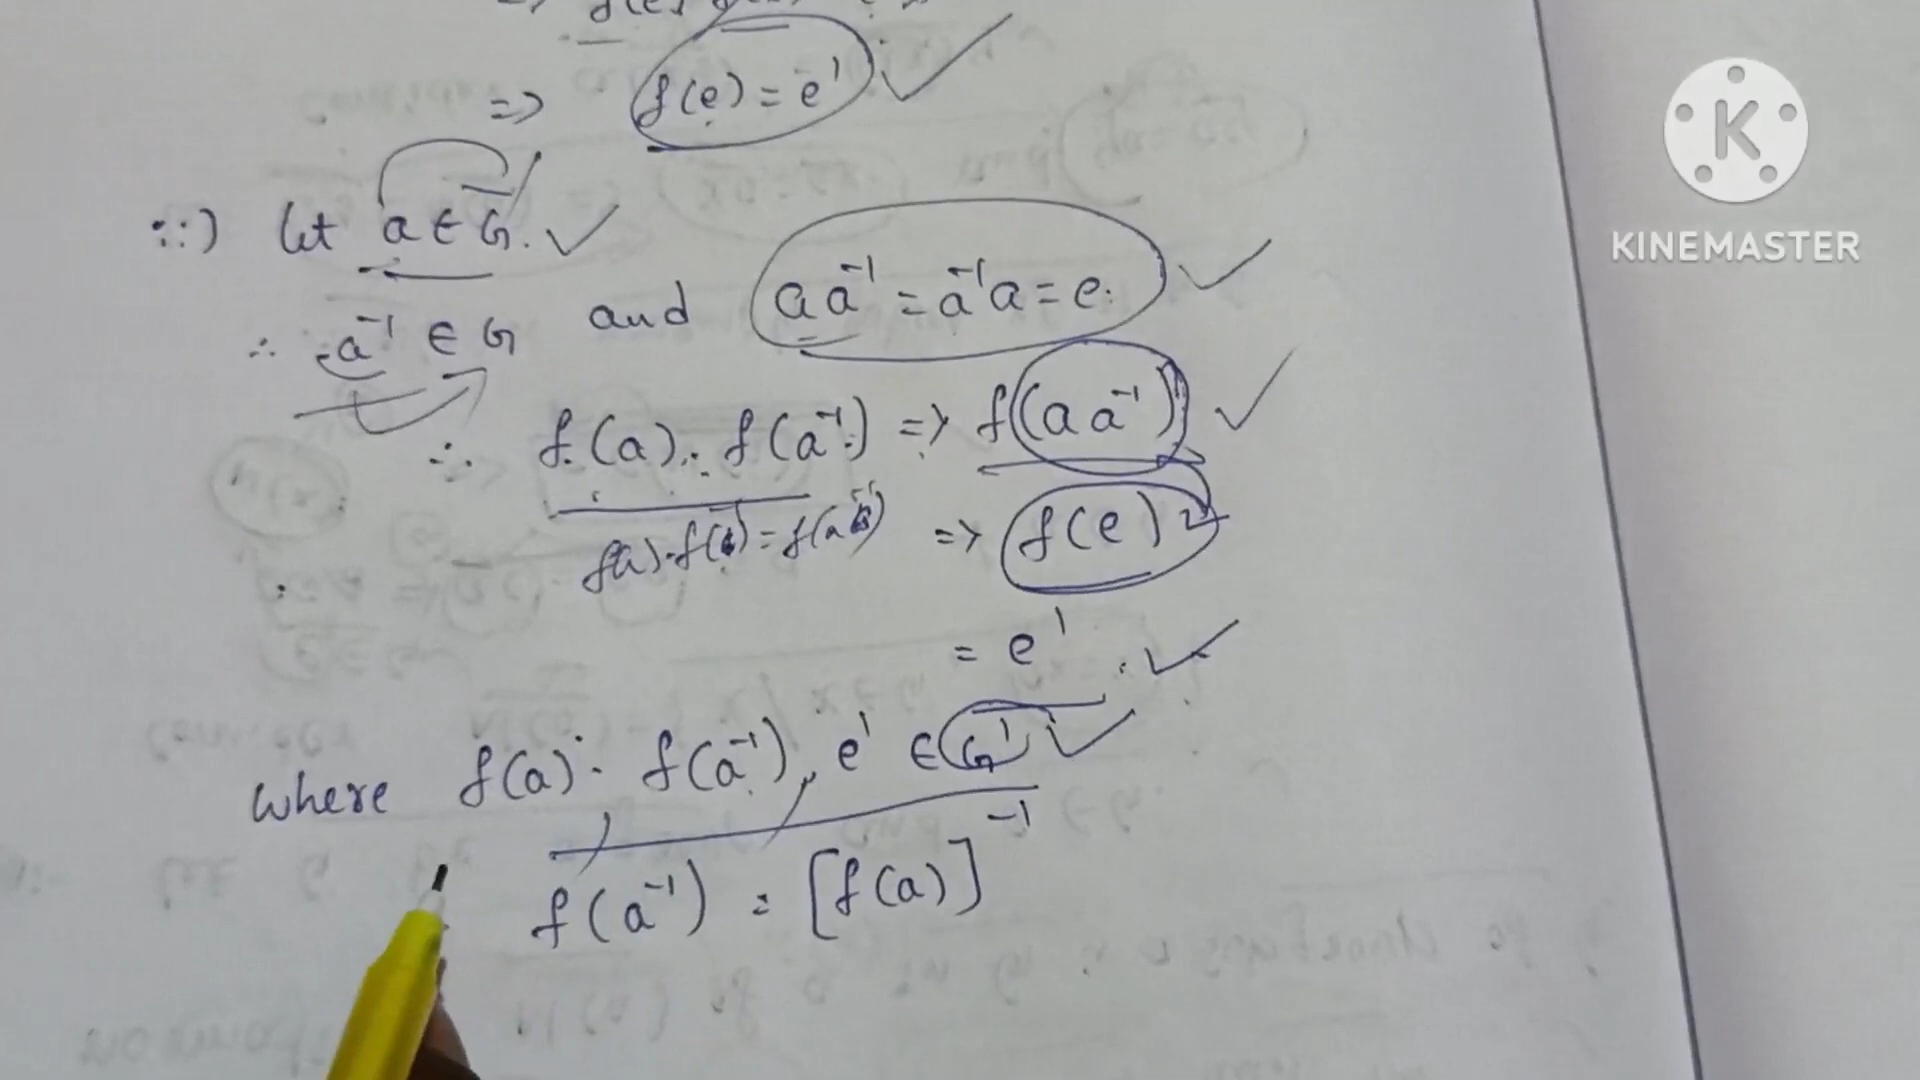 => f(e) = e'
K
KINEMASTER
::) let a ∈ G.
∴ a⁻¹ ∈ G and aa⁻¹ = a⁻¹a = e.
∴ f(a) . f(a⁻¹) => f(aa⁻¹)
f(a).f( ) = f(a )
=> f(e)
= e'
where f(a) . f(a⁻¹), e' ∈ G'
f(a⁻¹) = [f(a)]⁻¹